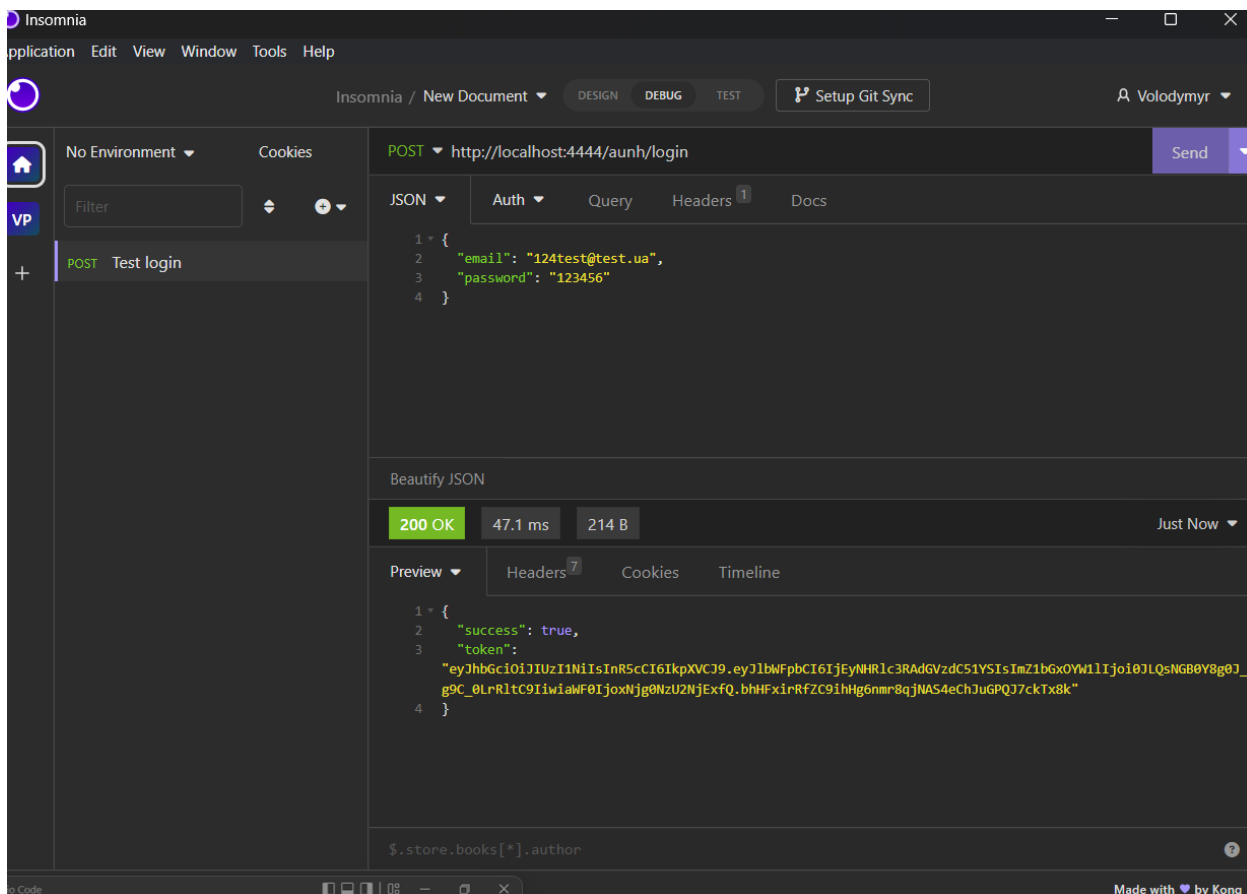 Insomnia
Application Edit View Window Tools Help
Insomnia / New Document DESIGN DEBUG TEST Setup Git Sync Volodymyr
No Environment Cookies
POST http://localhost:4444/aunh/login Send
Filter
JSON Auth Query Headers 1 Docs
VP
POST Test login
1 {
2 "email": "124test@test.ua",
3 "password": "123456"
4 }
Beautify JSON
200 OK 47.1 ms 214 B Just Now
Preview Headers 7 Cookies Timeline
1 {
2 "success": true,
3 "token":
"eyJhbGciOiJIUzI1NiIsInR5cCI6IkpXVCJ9.eyJlbWFpbCI6IjEyNHRlc3RAdGVzdC51YSIsImZ1bGxOYW1lIjoi0JLQsNGB0Y8g0J_
g9C_0LrRltC9IiwiaWF0IjoxNjg0NzU2NjExfQ.bhHFxirRfZC9ihHg6nmr8qjNAS4eChJuGPQJ7ckTx8k"
4 }
$.store.books[*].author
io Code
Made with by Kong